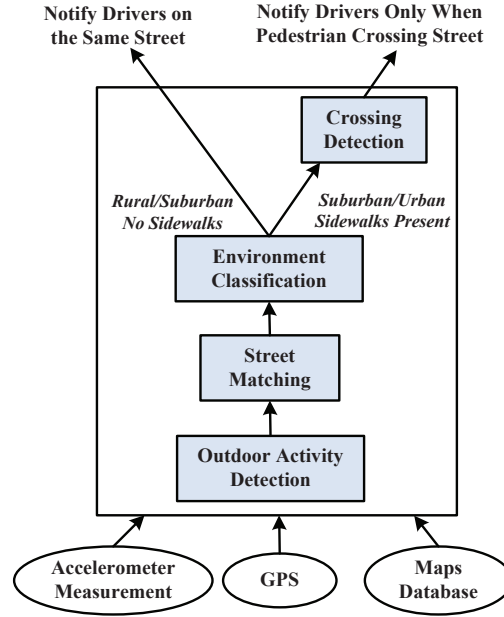 Notify Drivers on
the Same Street
Notify Drivers Only When
Pedestrian Crossing Street
Crossing
Detection
Rural/Suburban
No Sidewalks
Suburban/Urban
Sidewalks Present
Environment
Classification
Street
Matching
Outdoor Activity
Detection
Accelerometer
Measurement
GPS
Maps
Database